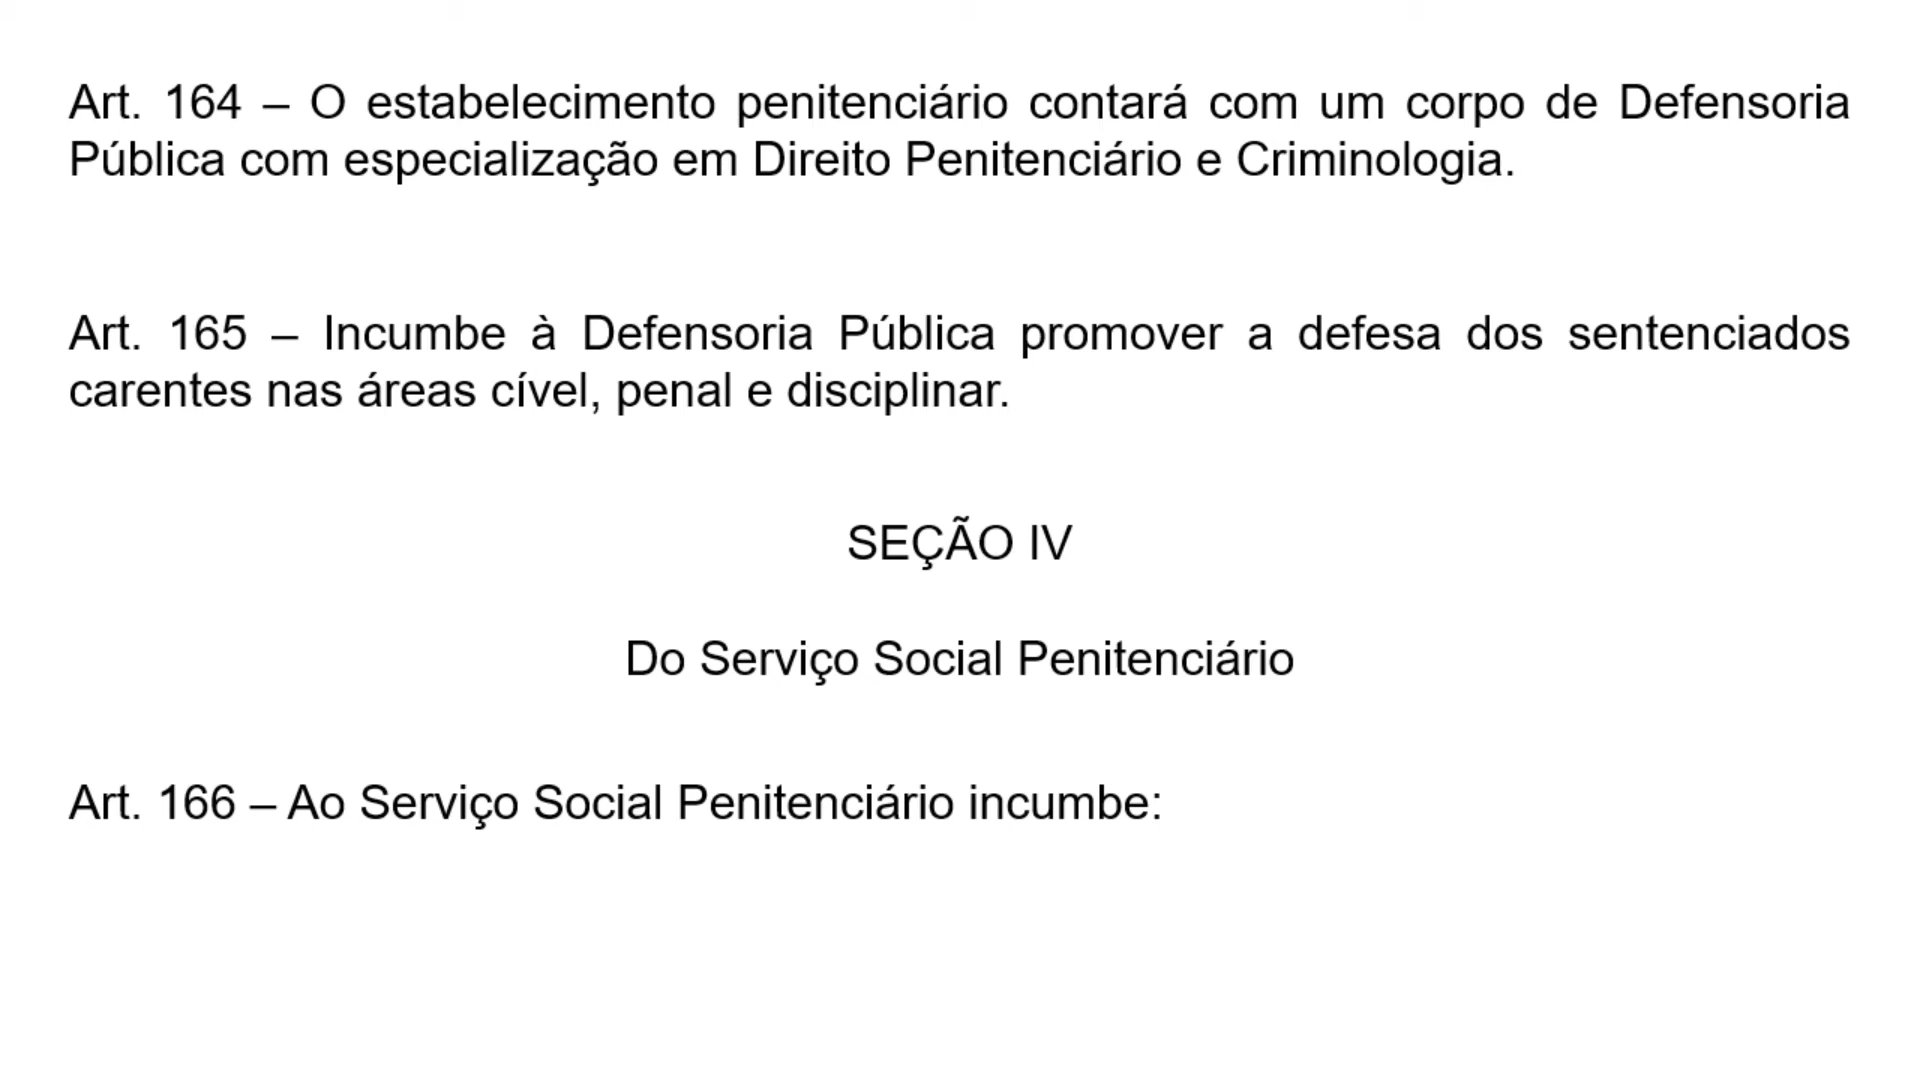 Art. 164 – O estabelecimento penitenciário contará com um corpo de Defensoria
Pública com especialização em Direito Penitenciário e Criminologia.
Art. 165 – Incumbe à Defensoria Pública promover a defesa dos sentenciados
carentes nas áreas cível, penal e disciplinar.
SEÇÃO IV
Do Serviço Social Penitenciário
Art. 166 – Ao Serviço Social Penitenciário incumbe: